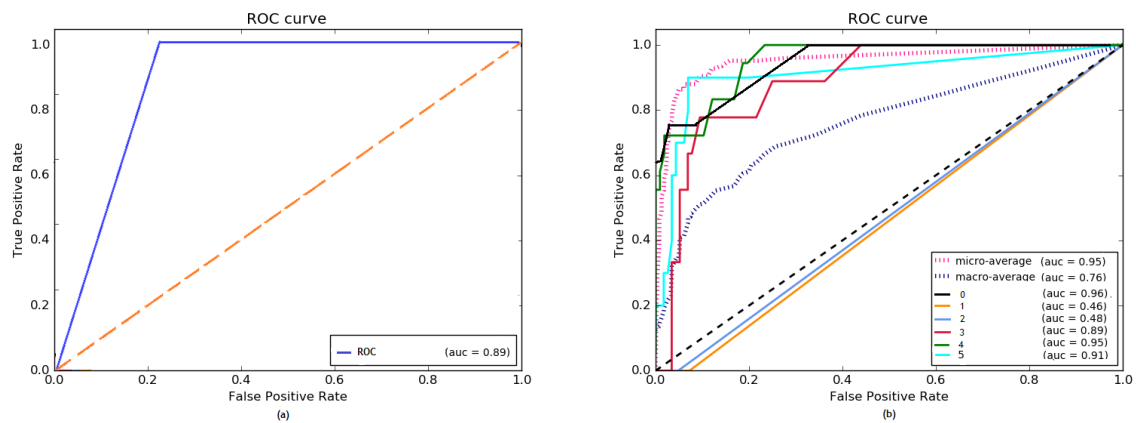 ROC curve
1.0
0.8
0.6
0.4
0.2
0.0
True Positive Rate
0.0 0.2 0.4 0.6 0.8 1.0
False Positive Rate
ROC (auc = 0.89)
(a)
ROC curve
1.0
0.8
0.6
0.4
0.2
0.0
True Positive Rate
0.0 0.2 0.4 0.6 0.8 1.0
False Positive Rate
micro-average (auc = 0.95)
macro-average (auc = 0.76)
0 (auc = 0.96).
1 (auc = 0.46)
2 (auc = 0.48)
3 (auc = 0.89)
4 (auc = 0.95)
5 (auc = 0.91)
(b)